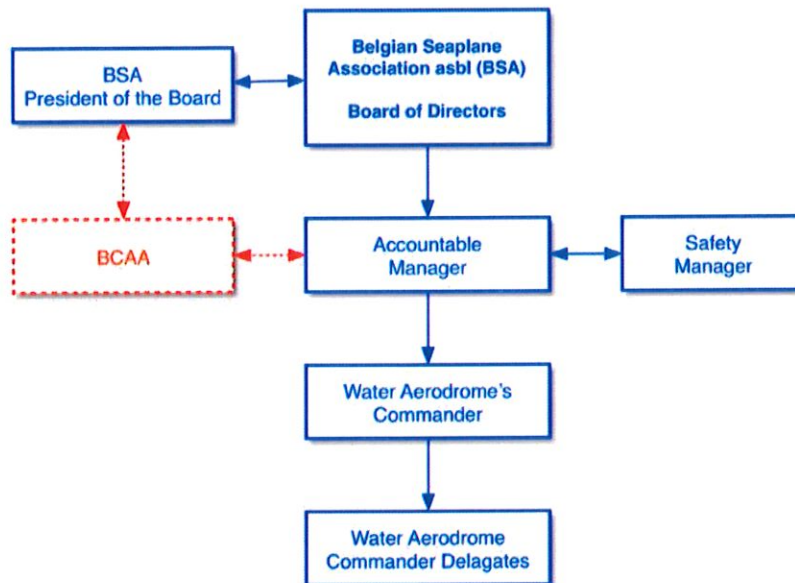 BSA
President of the Board
Belgian Seaplane
Association asbl (BSA)
Board of Directors
BCAA
Accountable
Manager
Safety
Manager
Water Aerodrome's
Commander
Water Aerodrome
Commander Delagates